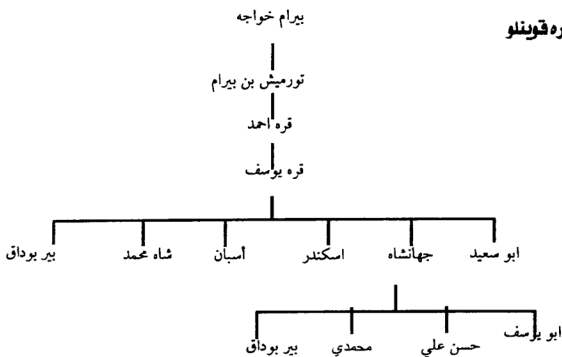 بيرام خواجه
ره قوينلو
تورميش بن بيرام
قره احمد
قره يوسف
ابو سعيد جهانشاه اسكندر أسبان شاه محمد بير بوداق
ابو يوسف حسن علي محمدي بير بوداق